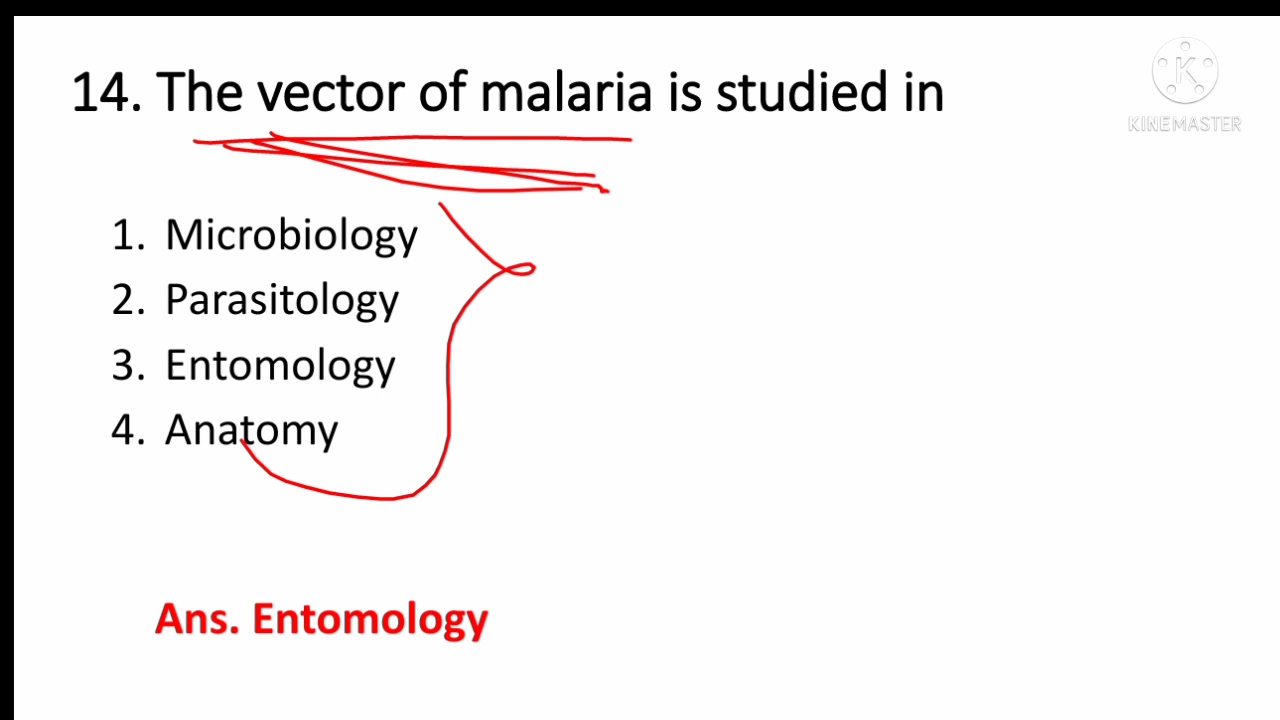 14. The vector of malaria is studied in
K
KINEMASTER
1. Microbiology
2. Parasitology
3. Entomology
4. Anatomy
Ans. Entomology